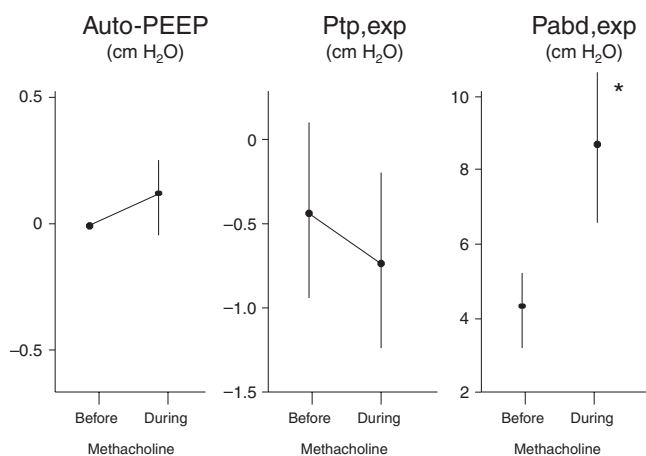 Auto-PEEP
(cm H₂O)
0.5
0
−0.5
Before During
Methacholine
Ptp,exp
(cm H₂O)
0
−0.5
−1.0
−1.5
Before During
Methacholine
Pabd,exp
(cm H₂O)
10
*
8
6
4
2
Before During
Methacholine